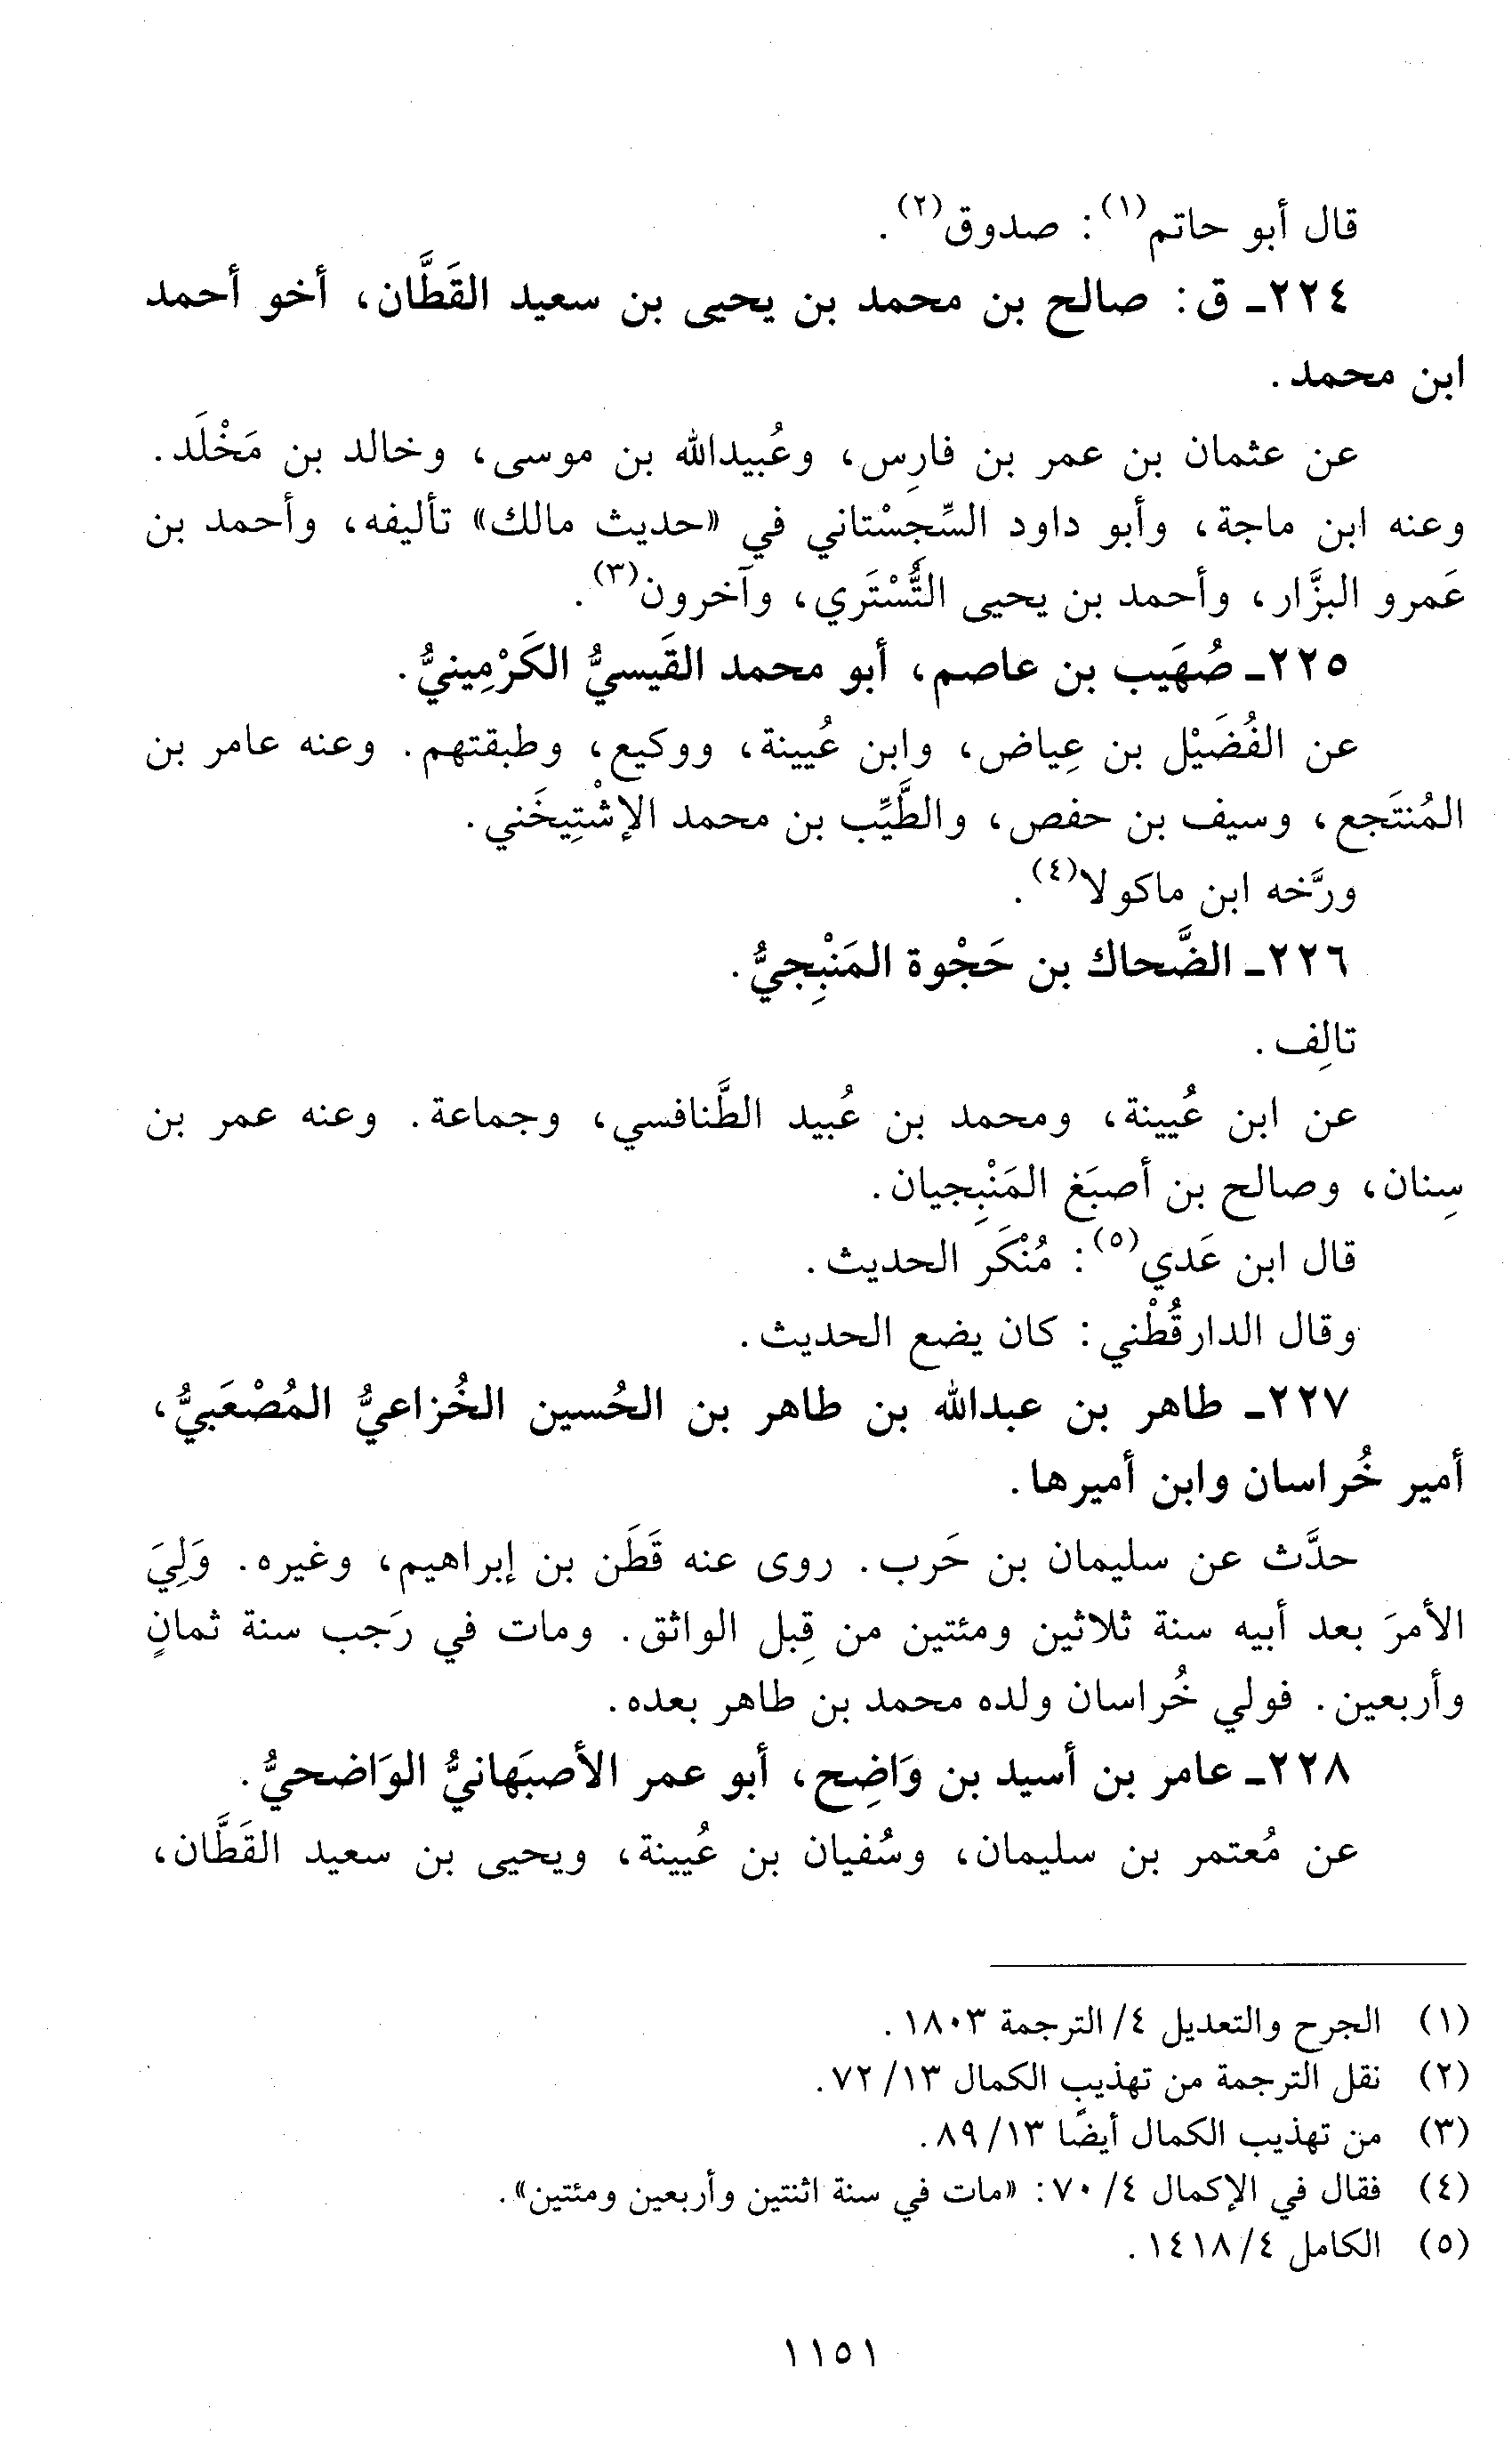 قال أبو حاتم(١): صدوق(٢).
٢٢٤ـ ق: صالح بن محمد بن يحيى بن سعيد القَطَّان، أخو أحمد
ابن محمد.
عن عثمان بن عمر بن فارِس، وعُبيدالله بن موسى، وخالد بن مَخْلَد.
وعنه ابن ماجة، وأبو داود السِّجِسْتاني في «حديث مالك» تأليفه، وأحمد بن
عَمرو البزَّار، وأحمد بن يحيى التُّسْتَري، وآخرون(٣).
٢٢٥ـ صُهَيب بن عاصم، أبو محمد القَيسيُّ الكَرْمِينيُّ.
عن الفُضَيْل بن عِياض، وابن عُيينة، ووكيع، وطبقتهم. وعنه عامر بن
المُنتَجع، وسيف بن حفص، والطَّيِّب بن محمد الإشْتِيخَني.
ورَّخه ابن ماكولا(٤).
٢٢٦ـ الضَّحاك بن حَجْوة المَنْبِجيُّ.
تالِف.
عن ابن عُيينة، ومحمد بن عُبيد الطَّنافسي، وجماعة. وعنه عمر بن
سِنان، وصالح بن أصبَغ المَنْبِجيان.
قال ابن عَدي(٥): مُنْكَر الحديث.
وقال الدارقُطْني: كان يضع الحديث.
٢٢٧ـ طاهر بن عبدالله بن طاهر بن الحُسين الخُزاعيُّ المُصْعَبيُّ،
أمير خُراسان وابن أميرها.
حدَّث عن سليمان بن حَرب. روى عنه قَطَن بن إبراهيم، وغيره. وَلِيَ
الأمرَ بعد أبيه سنة ثلاثين ومئتين من قِبل الواثق. ومات في رَجب سنة ثمانٍ
وأربعين. فولي خُراسان ولده محمد بن طاهر بعده.
٢٢٨ـ عامر بن أسيد بن وَاضِح، أبو عمر الأصبَهانيُّ الوَاضحيُّ.
عن مُعتمر بن سليمان، وسُفيان بن عُيينة، ويحيى بن سعيد القَطَّان،
(١) الجرح والتعديل ٤/ الترجمة ١٨٠٣.
(٢) نقل الترجمة من تهذيب الكمال ١٣/ ٧٢.
(٣) من تهذيب الكمال أيضًا ١٣/ ٨٩.
(٤) فقال في الإكمال ٤/ ٧٠: «مات في سنة اثنتين وأربعين ومئتين».
(٥) الكامل ٤/ ١٤١٨.
١١٥١